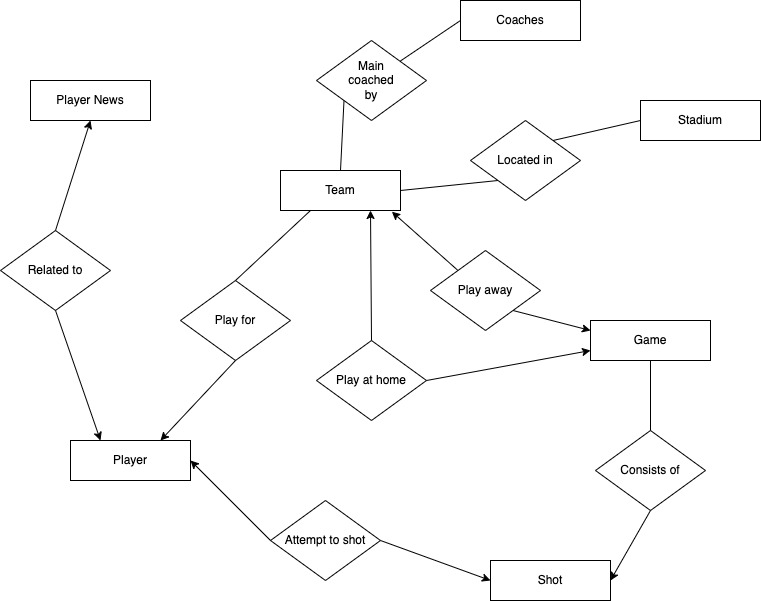 Coaches
Main
coached
by
Player News
Stadium
Located in
Team
Related to
Play away
Play for
Game
Play at home
Player
Consists of
Attempt to shot
Shot